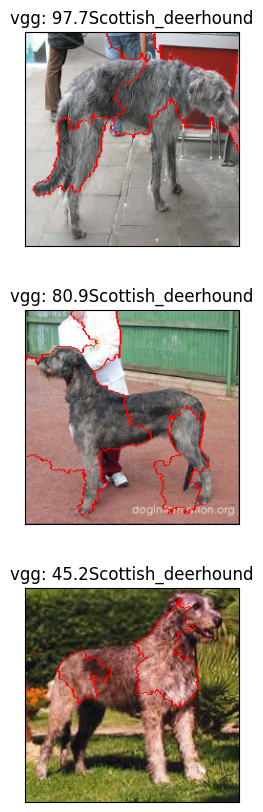 vgg: 97.7Scottish_deerhound
vgg: 80.9Scottish_deerhound
doginformation.org
vgg: 45.2Scottish_deerhound